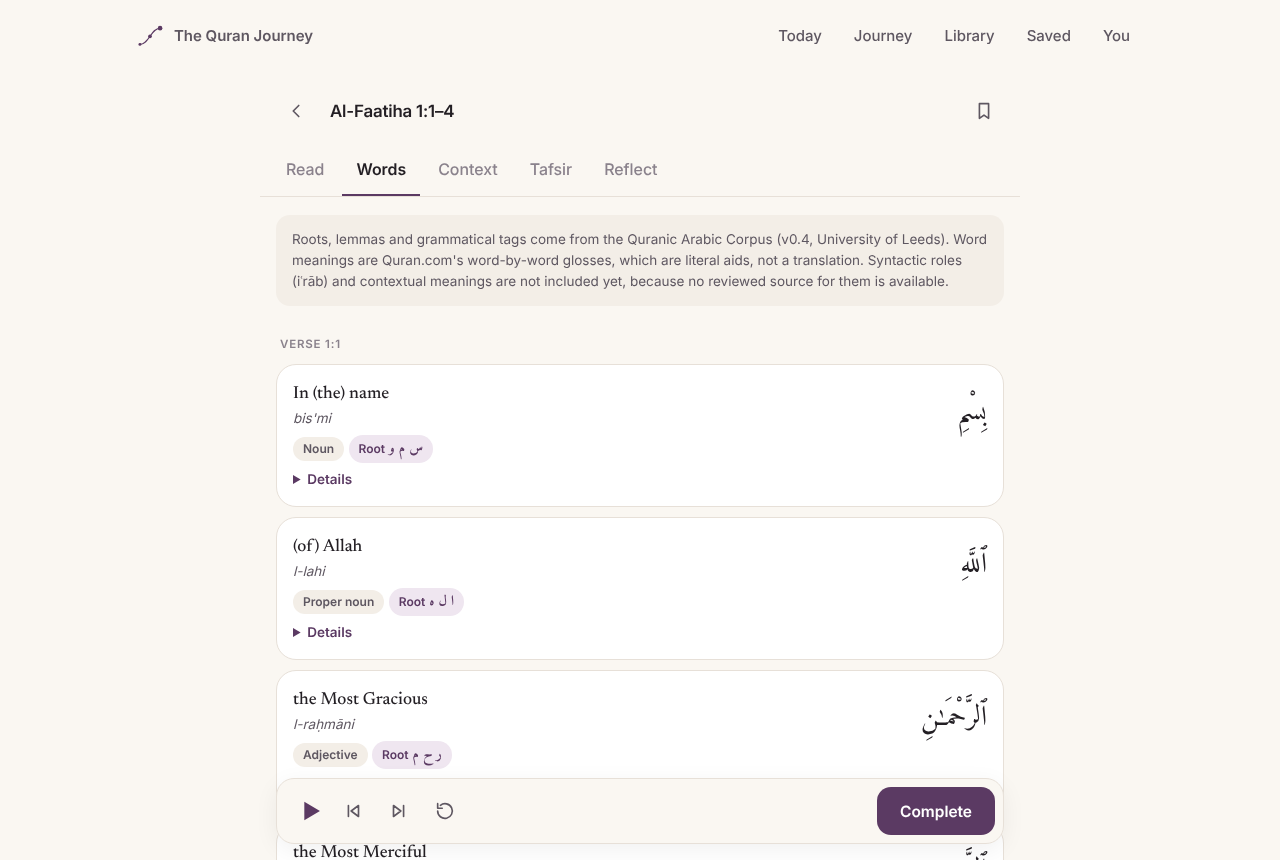 The Quran Journey
Today
Journey
Library
Saved
You
Al-Faatiha 1:1–4
Read
Words
Context
Tafsir
Reflect
Roots, lemmas and grammatical tags come from the Quranic Arabic Corpus (v0.4, University of Leeds). Word
meanings are Quran.com's word-by-word glosses, which are literal aids, not a translation. Syntactic roles
(iʿrāb) and contextual meanings are not included yet, because no reviewed source for them is available.
VERSE 1:1
In (the) name
بِسْمِ
bis'mi
Noun
Root س م و
Details
(of) Allah
ٱللَّهِ
l-lahi
Proper noun
Root ا ل ه
Details
the Most Gracious
ٱلرَّحْمَـٰنِ
l-raḥmāni
Adjective
Root ر ح م
Complete
the Most Merciful